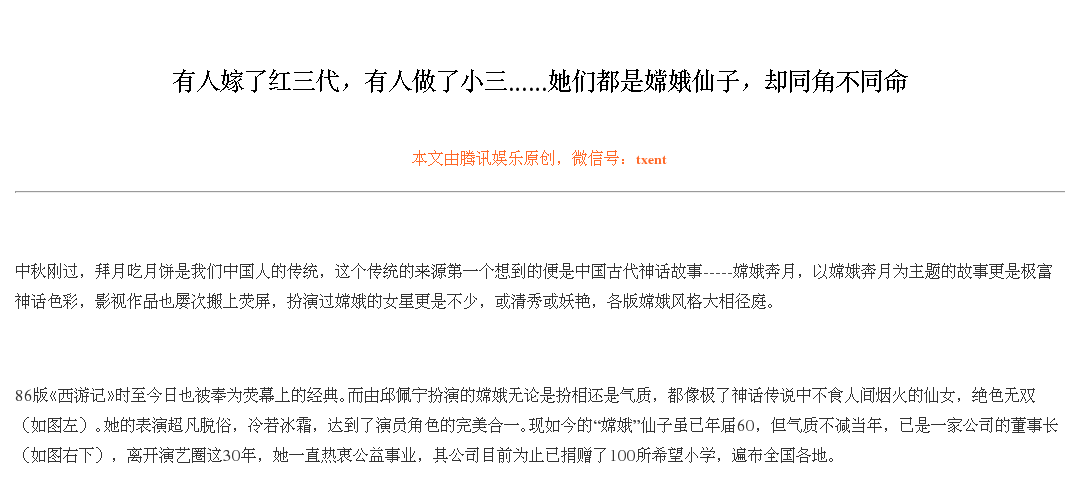 有人嫁了红三代，有人做了小三……她们都是嫦娥仙子，却同角不同命
本文由腾讯娱乐原创，微信号：txent
中秋刚过，拜月吃月饼是我们中国人的传统，这个传统的来源第一个想到的便是中国古代神话故事-----嫦娥奔月，以嫦娥奔月为主题的故事更是极富
神话色彩，影视作品也屡次搬上荧屏，扮演过嫦娥的女星更是不少，或清秀或妖艳，各版嫦娥风格大相径庭。
86版《西游记》时至今日也被奉为荧幕上的经典。而由邱佩宁扮演的嫦娥无论是扮相还是气质，都像极了神话传说中不食人间烟火的仙女，绝色无双
（如图左）。她的表演超凡脱俗，冷若冰霜，达到了演员角色的完美合一。现如今的“嫦娥”仙子虽已年届60，但气质不减当年，已是一家公司的董事长
（如图右下），离开演艺圈这30年，她一直热衷公益事业，其公司目前为止已捐赠了100所希望小学，遍布全国各地。